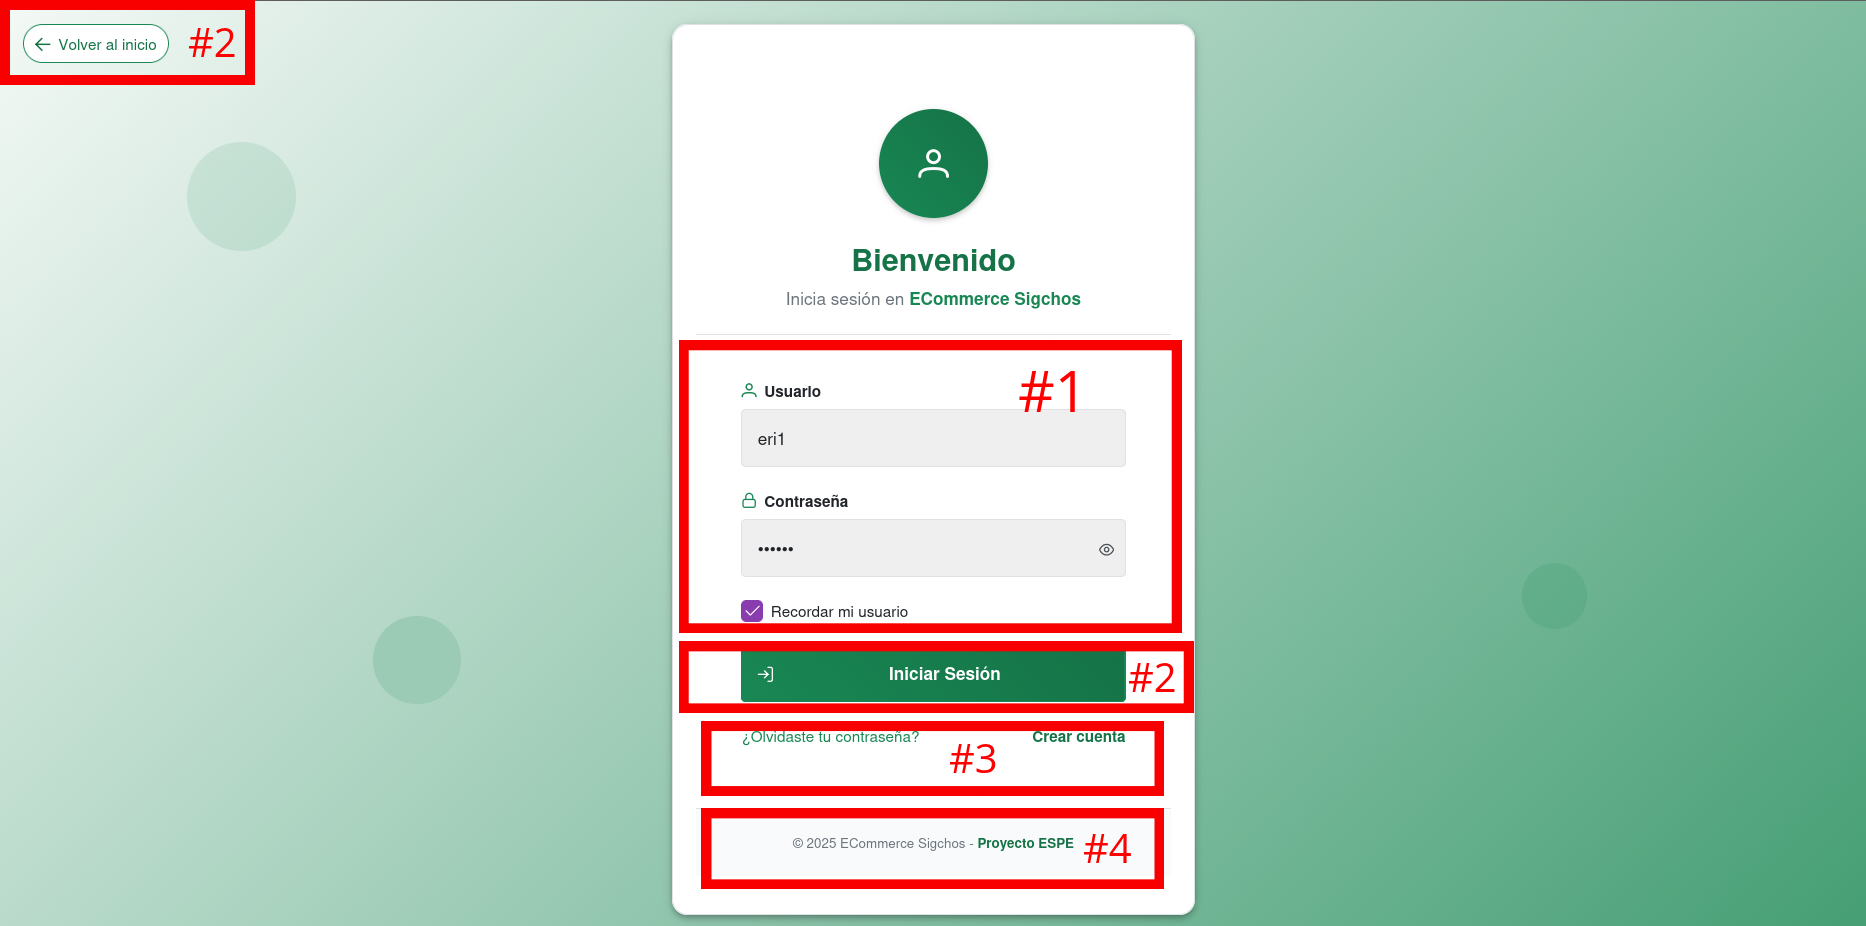 Volver al inicio #2
Bienvenido
Inicia sesión en ECommerce Sigchos
#1
Usuario
eri1
Contraseña
••••••
Recordar mi usuario
Iniciar Sesión #2
¿Olvidaste tu contraseña? Crear cuenta
#3
© 2025 ECommerce Sigchos - Proyecto ESPE #4